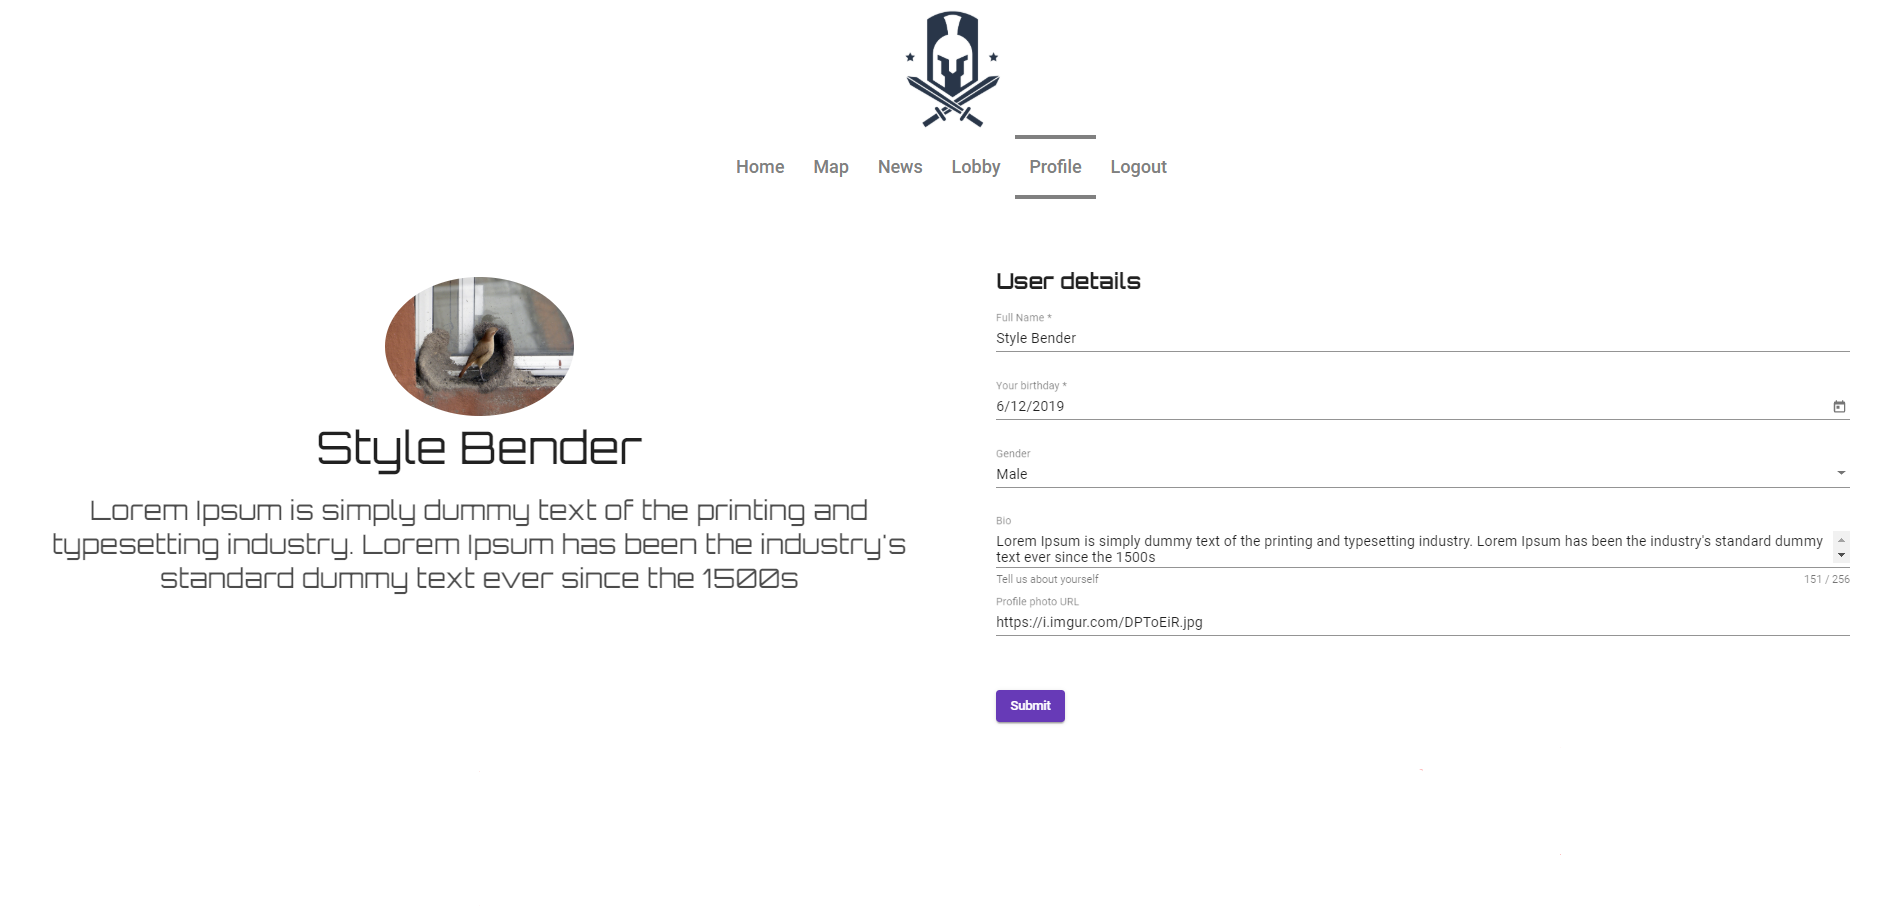 Home Map News Lobby Profile Logout
Style Bender
Lorem Ipsum is simply dummy text of the printing and
typesetting industry. Lorem Ipsum has been the industry's
standard dummy text ever since the 1500s
User details
Full Name *
Style Bender
Your birthday *
6/12/2019
Gender
Male
Bio
Lorem Ipsum is simply dummy text of the printing and typesetting industry. Lorem Ipsum has been the industry's standard dummy
text ever since the 1500s
Tell us about yourself 151 / 256
Profile photo URL
https://i.imgur.com/DPToEiR.jpg
Submit